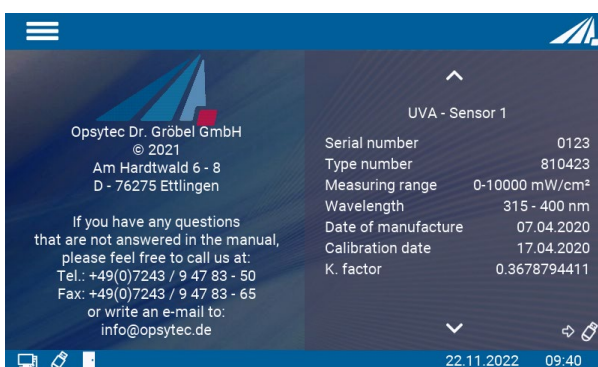 Opsytec Dr. Gröbel GmbH
© 2021
Am Hardtwald 6 - 8
D - 76275 Ettlingen
If you have any questions
that are not answered in the manual,
please feel free to call us at:
Tel.: +49(0)7243 / 9 47 83 - 50
Fax: +49(0)7243 / 9 47 83 - 65
or write an e-mail to:
info@opsytec.de
UVA - Sensor 1
Serial number 0123
Type number 810423
Measuring range 0-10000 mW/cm²
Wavelength 315 - 400 nm
Date of manufacture 07.04.2020
Calibration date 17.04.2020
K. factor 0.3678794411
22.11.2022 09:40